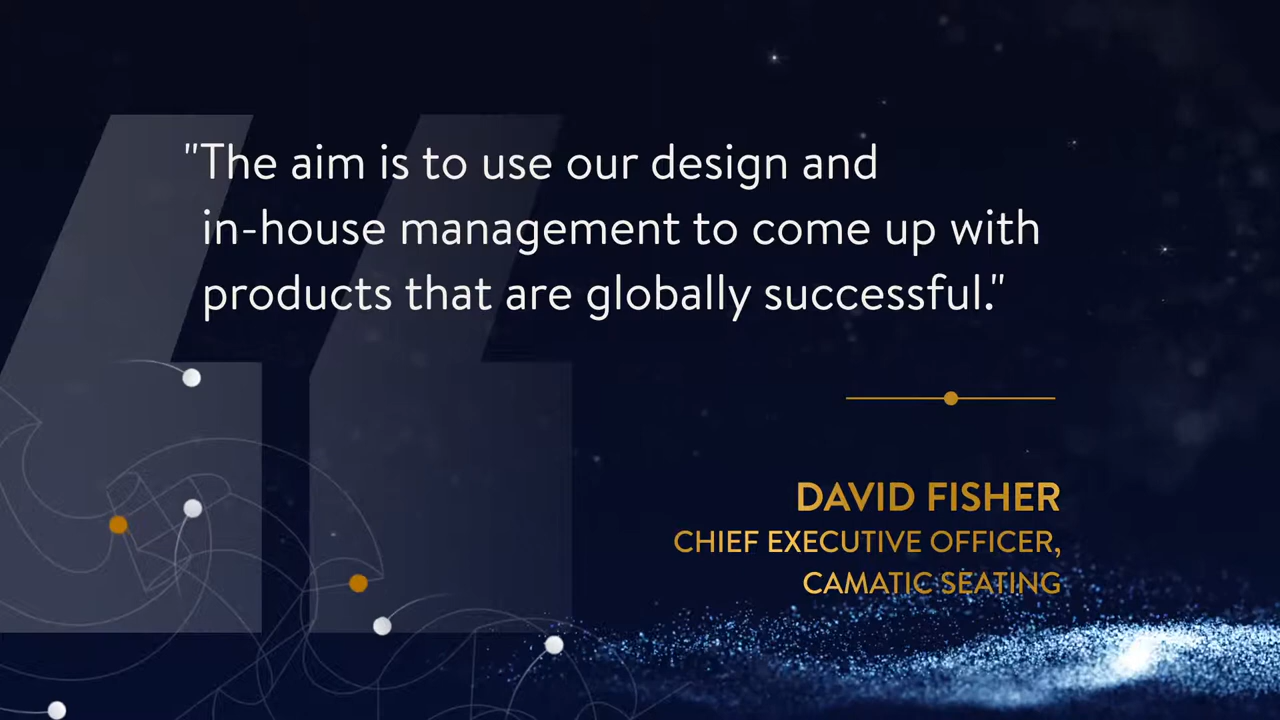 "The aim is to use our design and
in-house management to come up with
products that are globally successful."
DAVID FISHER
CHIEF EXECUTIVE OFFICER,
CAMATIC SEATING